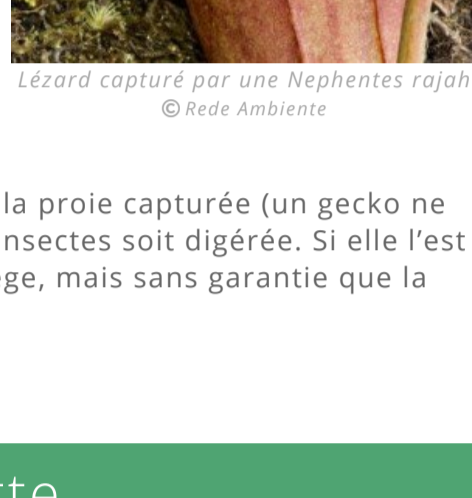 Lézard capturé par une Nephentes rajah
© Rede Ambiente
la proie capturée (un gecko ne
nsectes soit digérée. Si elle l’est
ège, mais sans garantie que la